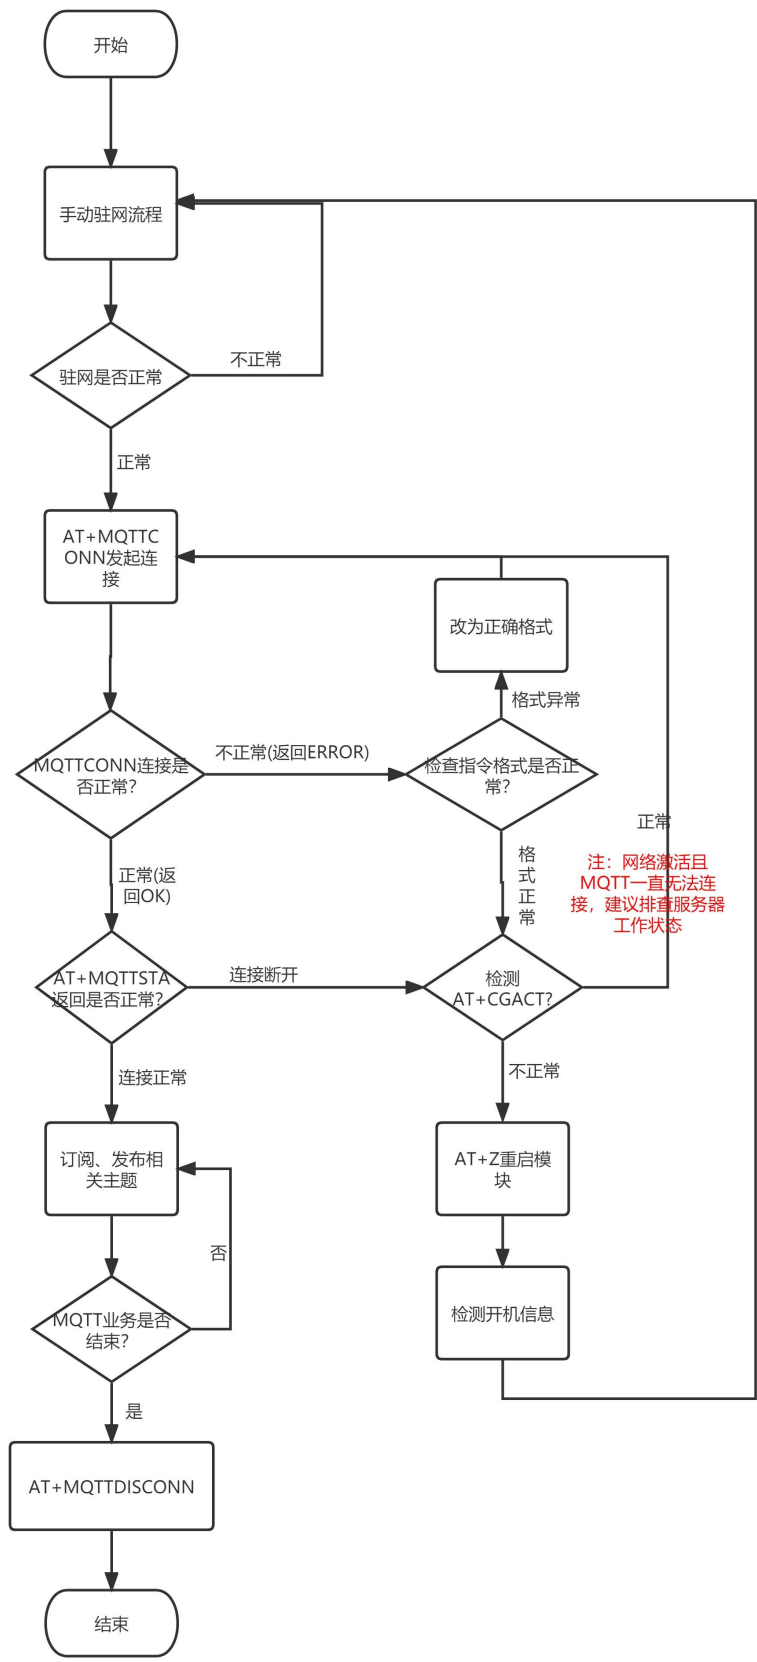 开始
手动驻网流程
驻网是否正常
不正常
正常
AT+MQTTC
ONN发起连
接
改为正确格式
格式异常
MQTTCONN连接是
否正常?
不正常(返回ERROR)
检查指令格式是否正
常?
正常
正常(返
回OK)
格
式
正
常
注：网络激活且
MQTT一直无法连
接，建议排查服务器
工作状态
AT+MQTTSTA
返回是否正常?
连接断开
检测
AT+CGACT?
连接正常
不正常
订阅、发布相
关主题
AT+Z重启模
块
否
MQTT业务是否
结束?
检测开机信息
是
AT+MQTTDISCONN
结束